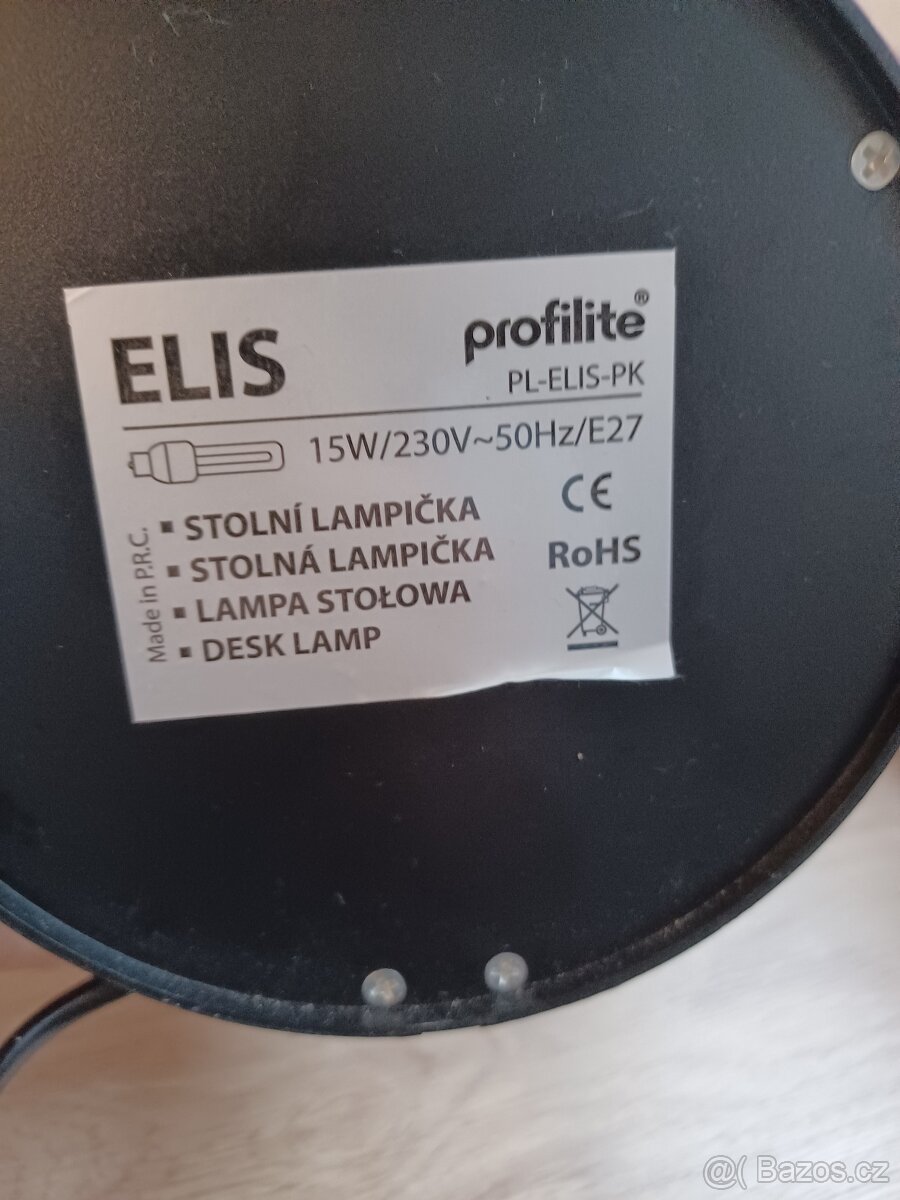 ELIS
profilite®
PL-ELIS-PK
15W/230V~50Hz/E27
CE
▪ STOLNÍ LAMPIČKA
▪ STOLNÁ LAMPIČKA
▪ LAMPA STOŁOWA
▪ DESK LAMP
RoHS
Made in P.R.C.
@( Bazos.cz